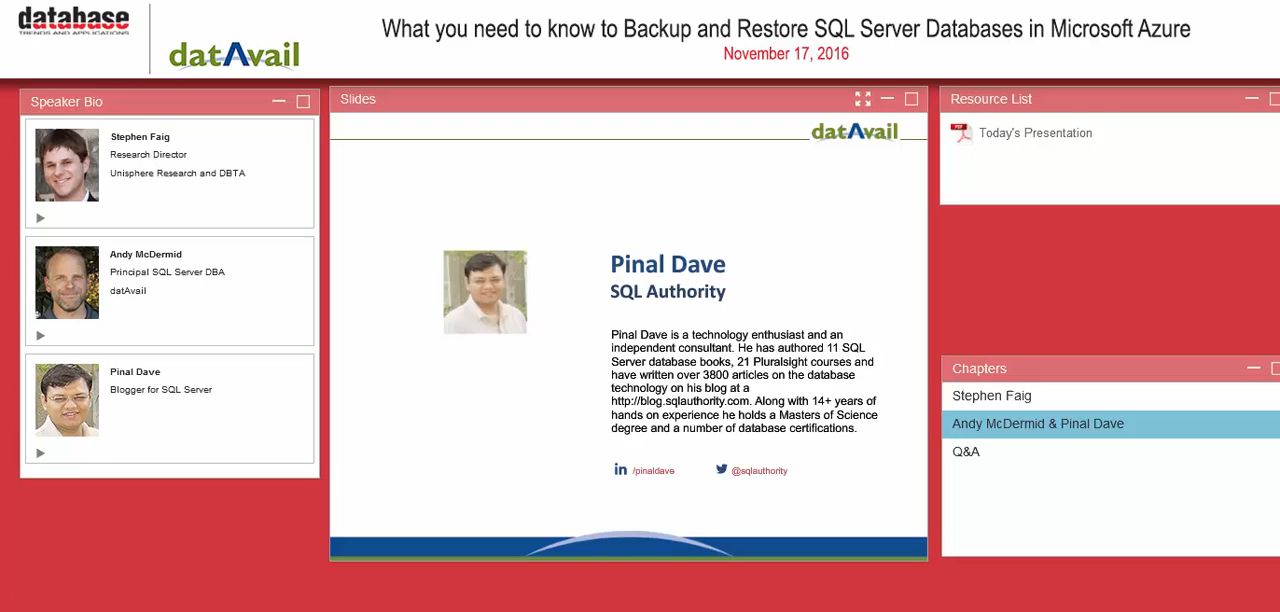 database
TRENDS AND APPLICATIONS
datAvail
What you need to know to Backup and Restore SQL Server Databases in Microsoft Azure
November 17, 2016
Speaker Bio
Stephen Faig
Research Director
Unisphere Research and DBTA
Andy McDermid
Principal SQL Server DBA
datAvail
Pinal Dave
Blogger for SQL Server
Slides
datAvail
Pinal Dave
SQL Authority
Pinal Dave is a technology enthusiast and an
independent consultant. He has authored 11 SQL
Server database books, 21 Pluralsight courses and
have written over 3800 articles on the database
technology on his blog at a
http://blog.sqlauthority.com. Along with 14+ years of
hands on experience he holds a Masters of Science
degree and a number of database certifications.
in /pinaldave @sqlauthority
Resource List
PDF Today's Presentation
Chapters
Stephen Faig
Andy McDermid & Pinal Dave
Q&A